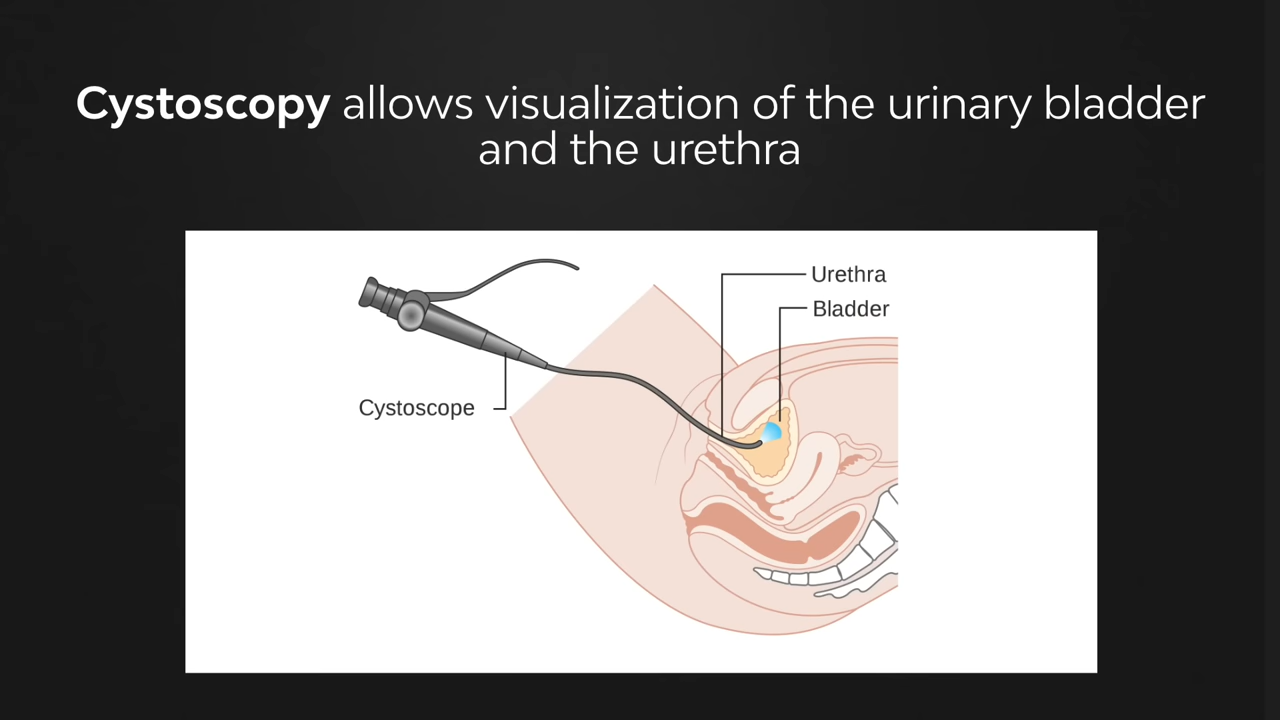 Cystoscopy allows visualization of the urinary bladder
and the urethra
Urethra
Bladder
Cystoscope